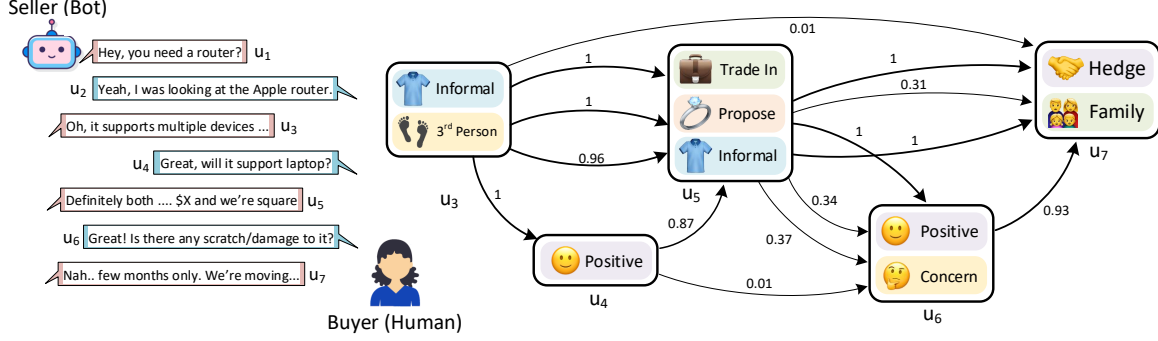 Seller (Bot)
Hey, you need a router? u1
u2 Yeah, I was looking at the Apple router.
Oh, it supports multiple devices ... u3
u4 Great, will it support laptop?
Definitely both .... $X and we're square u5
u6 Great! Is there any scratch/damage to it?
Nah.. few months only. We're moving... u7
Buyer (Human)
Informal
3rd Person
u3
1
1
0.96
1
Positive
u4
0.87
0.01
Trade In
Propose
Informal
u5
0.01
1
0.31
1
1
0.34
0.37
Positive
Concern
u6
0.93
Hedge
Family
u7